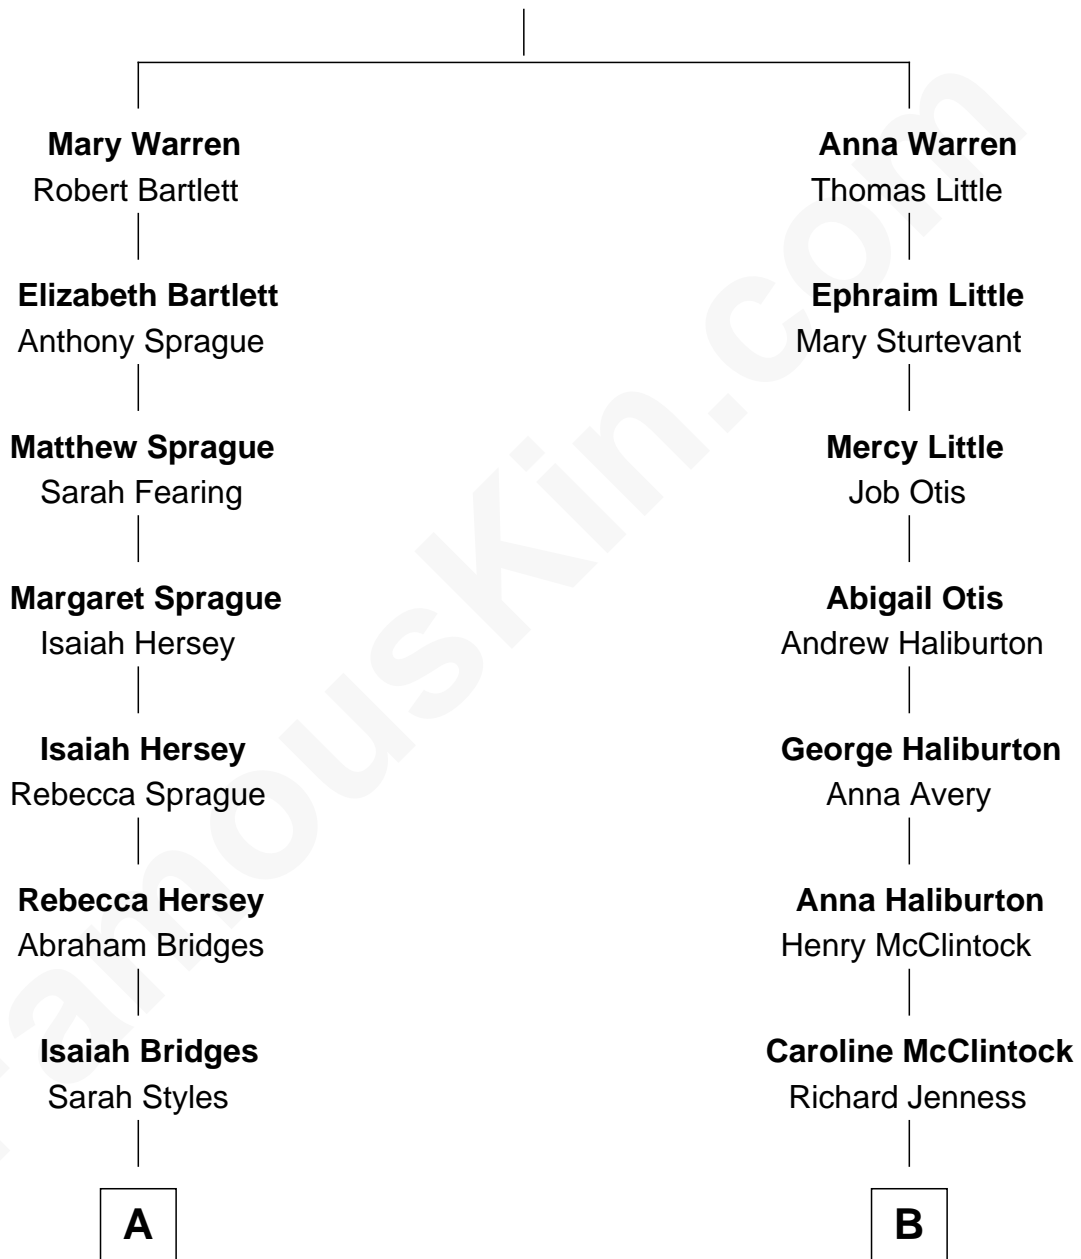 Mary Warren
Robert Bartlett
Anna Warren
Thomas Little
Elizabeth Bartlett
Anthony Sprague
Ephraim Little
Mary Sturtevant
Matthew Sprague
Sarah Fearing
Mercy Little
Job Otis
Margaret Sprague
Isaiah Hersey
Abigail Otis
Andrew Haliburton
Isaiah Hersey
Rebecca Sprague
George Haliburton
Anna Avery
Rebecca Hersey
Abraham Bridges
Anna Haliburton
Henry McClintock
Isaiah Bridges
Sarah Styles
Caroline McClintock
Richard Jenness
A
B
FamousKin.com